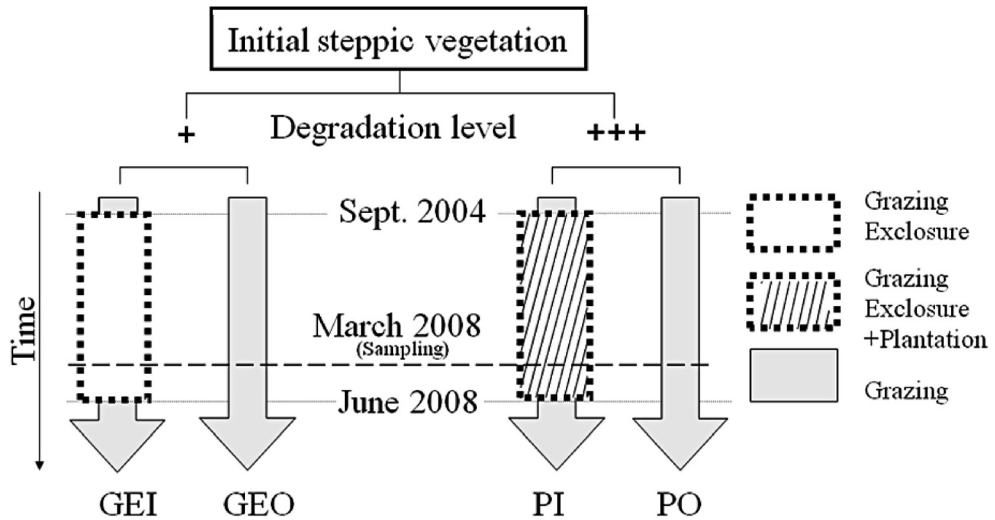 Initial steppic vegetation
+
Degradation level
+++
Sept. 2004
March 2008
(Sampling)
June 2008
Time
GEI
GEO
PI
PO
Grazing
Exclosure
Grazing
Exclosure
+Plantation
Grazing